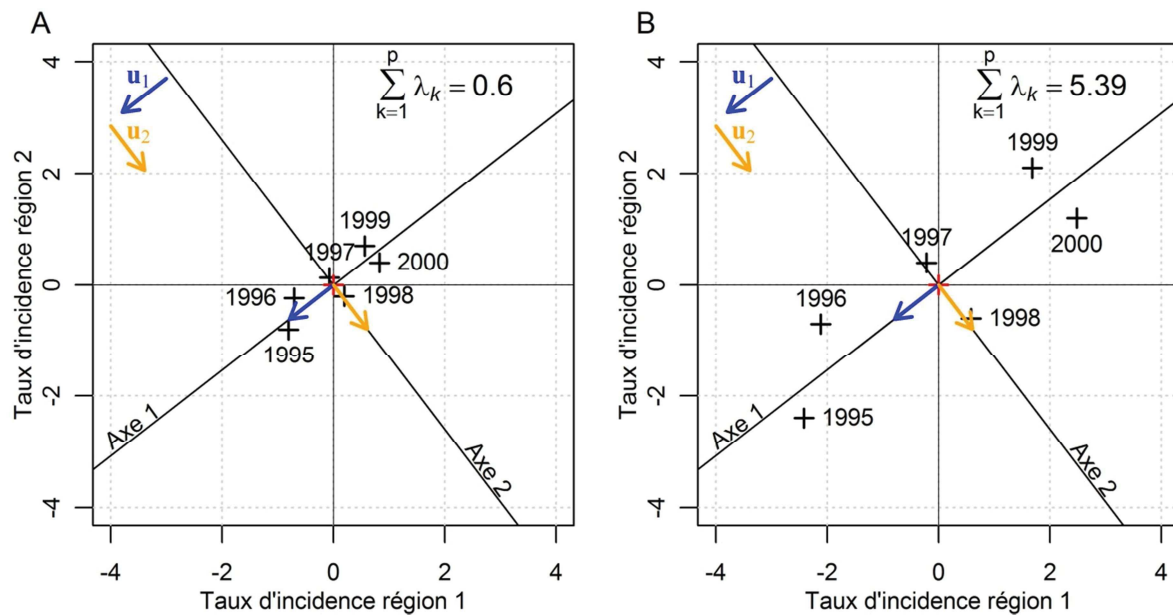 A
u1
u2
p
∑ λk = 0.6
k=1
1999
1997
2000
1996
1998
1995
Axe 1
Axe 2
4
2
0
-2
-4
-4 -2 0 2 4
Taux d'incidence région 2
Taux d'incidence région 1
B
u1
u2
p
∑ λk = 5.39
k=1
1999
1997
2000
1996
1998
1995
Axe 1
Axe 2
4
2
0
-2
-4
-4 -2 0 2 4
Taux d'incidence région 2
Taux d'incidence région 1